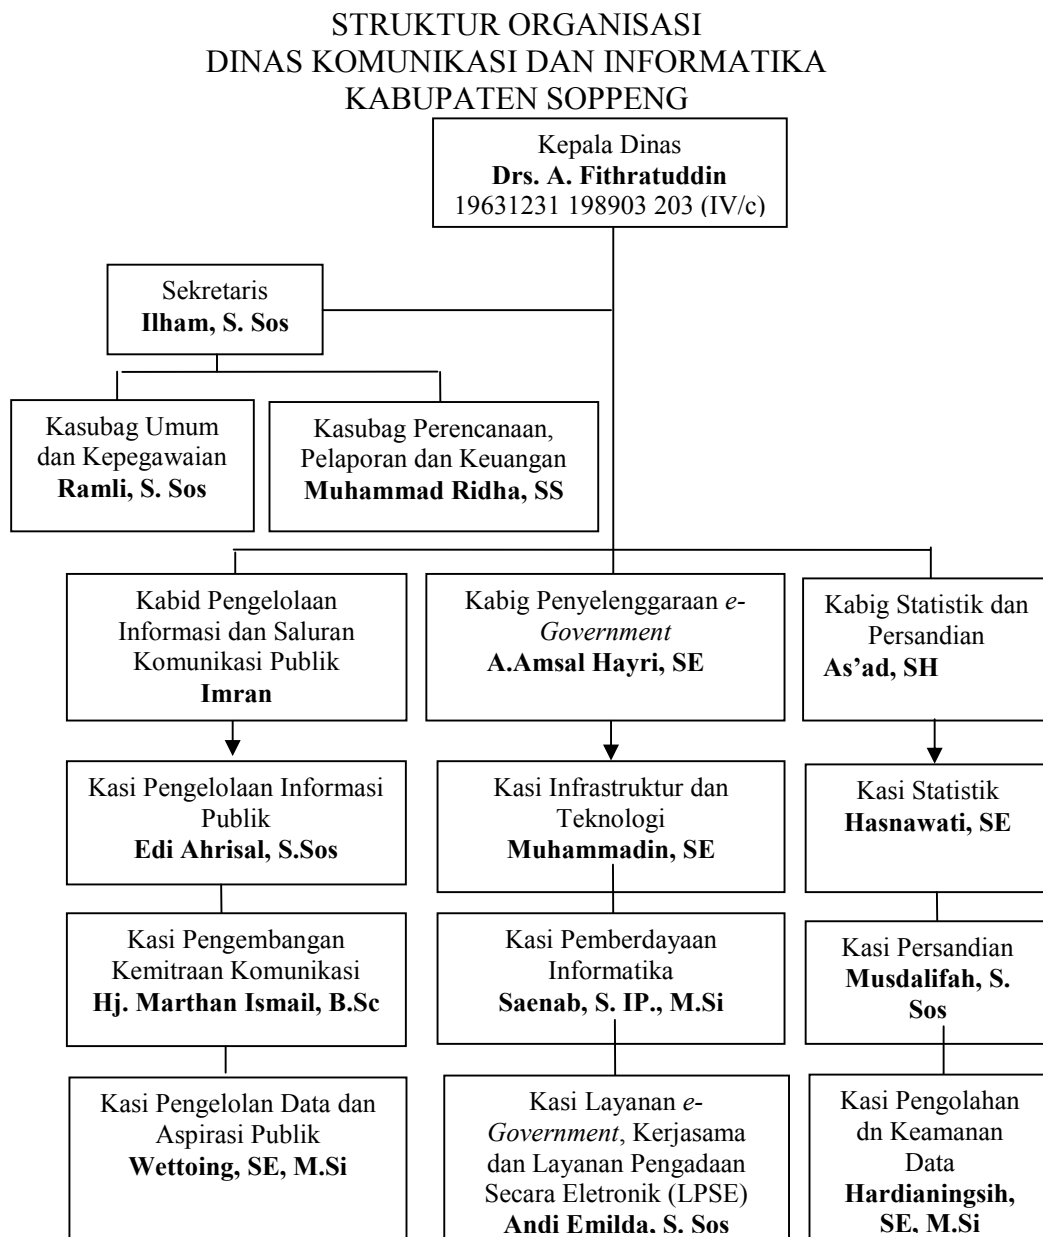 STRUKTUR ORGANISASI
DINAS KOMUNIKASI DAN INFORMATIKA
KABUPATEN SOPPENG
Kepala Dinas
Drs. A. Fithratuddin
19631231 198903 203 (IV/c)
Sekretaris
Ilham, S. Sos
Kasubag Umum
dan Kepegawaian
Ramli, S. Sos
Kasubag Perencanaan,
Pelaporan dan Keuangan
Muhammad Ridha, SS
Kabid Pengelolaan
Informasi dan Saluran
Komunikasi Publik
Imran
Kabig Penyelenggaraan e-
Government
A.Amsal Hayri, SE
Kabig Statistik dan
Persandian
As’ad, SH
Kasi Pengelolaan Informasi
Publik
Edi Ahrisal, S.Sos
Kasi Infrastruktur dan
Teknologi
Muhammadin, SE
Kasi Statistik
Hasnawati, SE
Kasi Pengembangan
Kemitraan Komunikasi
Hj. Marthan Ismail, B.Sc
Kasi Pemberdayaan
Informatika
Saenab, S. IP., M.Si
Kasi Persandian
Musdalifah, S.
Sos
Kasi Pengelolan Data dan
Aspirasi Publik
Wettoing, SE, M.Si
Kasi Layanan e-
Government, Kerjasama
dan Layanan Pengadaan
Secara Eletronik (LPSE)
Andi Emilda, S. Sos
Kasi Pengolahan
dn Keamanan
Data
Hardianingsih,
SE, M.Si